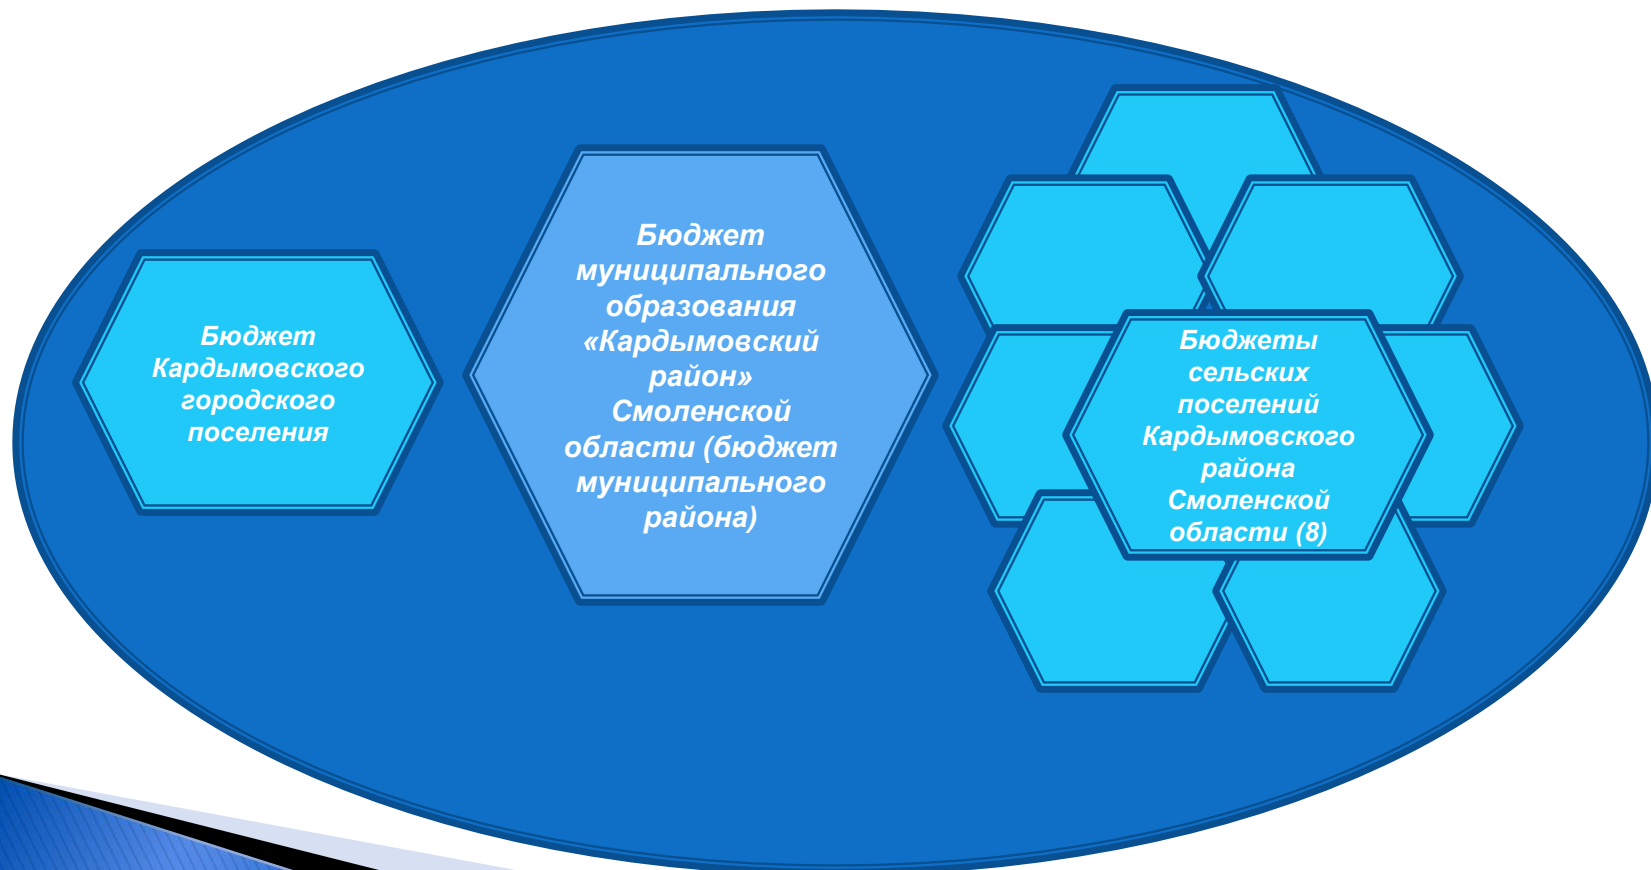 Бюджет
Кардымовского
городского
поселения
Бюджет
муниципального
образования
«Кардымовский
район»
Смоленской
области (бюджет
муниципального
района)
Бюджеты
сельских
поселений
Кардымовского
района
Смоленской
области (8)